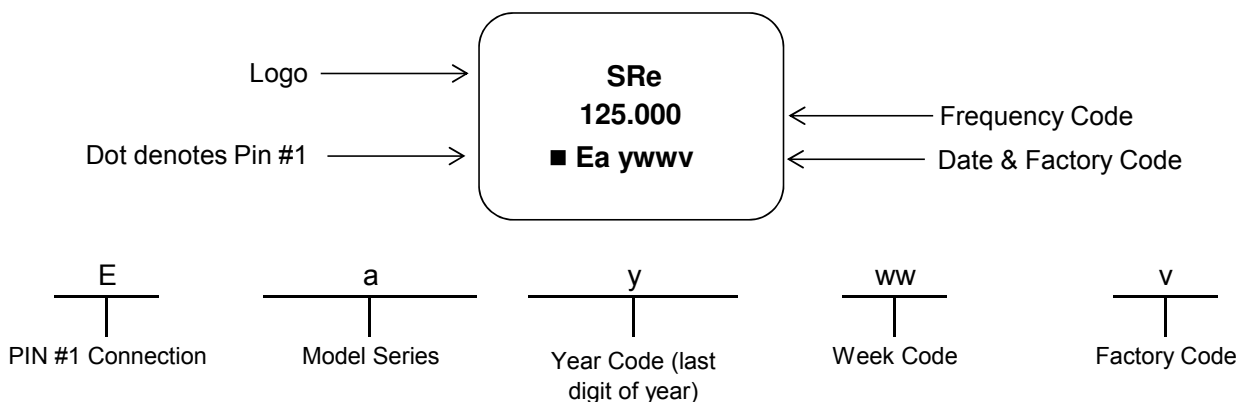 Logo
SRe
125.000
Frequency Code
Dot denotes Pin #1
■ Ea ywwv
Date & Factory Code
E
a
y
ww
v
PIN #1 Connection
Model Series
Year Code (last
digit of year)
Week Code
Factory Code